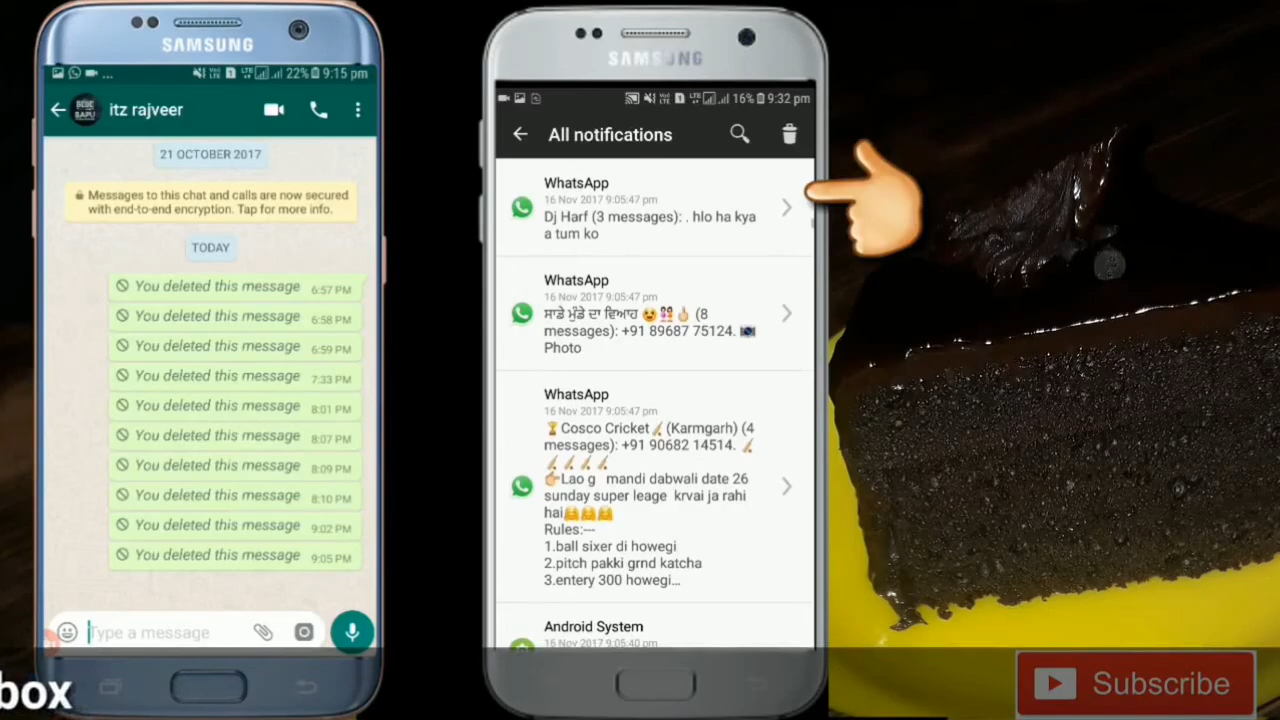 SAMSUNG
... LTE 22% 9:15 pm
itz rajveer
21 OCTOBER 2017
Messages to this chat and calls are now secured
with end-to-end encryption. Tap for more info.
TODAY
You deleted this message 6:57 PM
You deleted this message 6:58 PM
You deleted this message 6:59 PM
You deleted this message 7:33 PM
You deleted this message 8:01 PM
You deleted this message 8:07 PM
You deleted this message 8:09 PM
You deleted this message 8:10 PM
You deleted this message 9:02 PM
You deleted this message 9:05 PM
Type a message
box
SAMSUNG
LTE 16% 9:32 pm
All notifications
WhatsApp
16 Nov 2017 9:05:47 pm
Dj Harf (3 messages): . hlo ha kya
a tum ko
WhatsApp
16 Nov 2017 9:05:47 pm
ਸਾਡੇ ਮੁੰਡੇ ਦਾ ਵਿਆਹ 😉👯👆 (8
messages): +91 89687 75124. 📷
Photo
WhatsApp
16 Nov 2017 9:05:47 pm
🏆Cosco Cricket🏏(Karmgarh) (4
messages): +91 90682 14514. 🏏
🏏🏏🏏🏏
👉Lao g mandi dabwali date 26
sunday super leage krvai ja rahi
hai🤗🤗🤗
Rules:---
1.ball sixer di howegi
2.pitch pakki grnd katcha
3.entery 300 howegi...
Android System
16 Nov 2017 9:05:40 pm
Subscribe